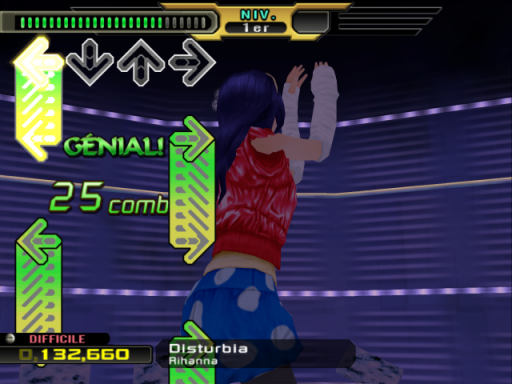 NIV.
1er
GÉNIAL!
25 comb
DIFFICILE
0,132,660
Disturbia
Rihanna